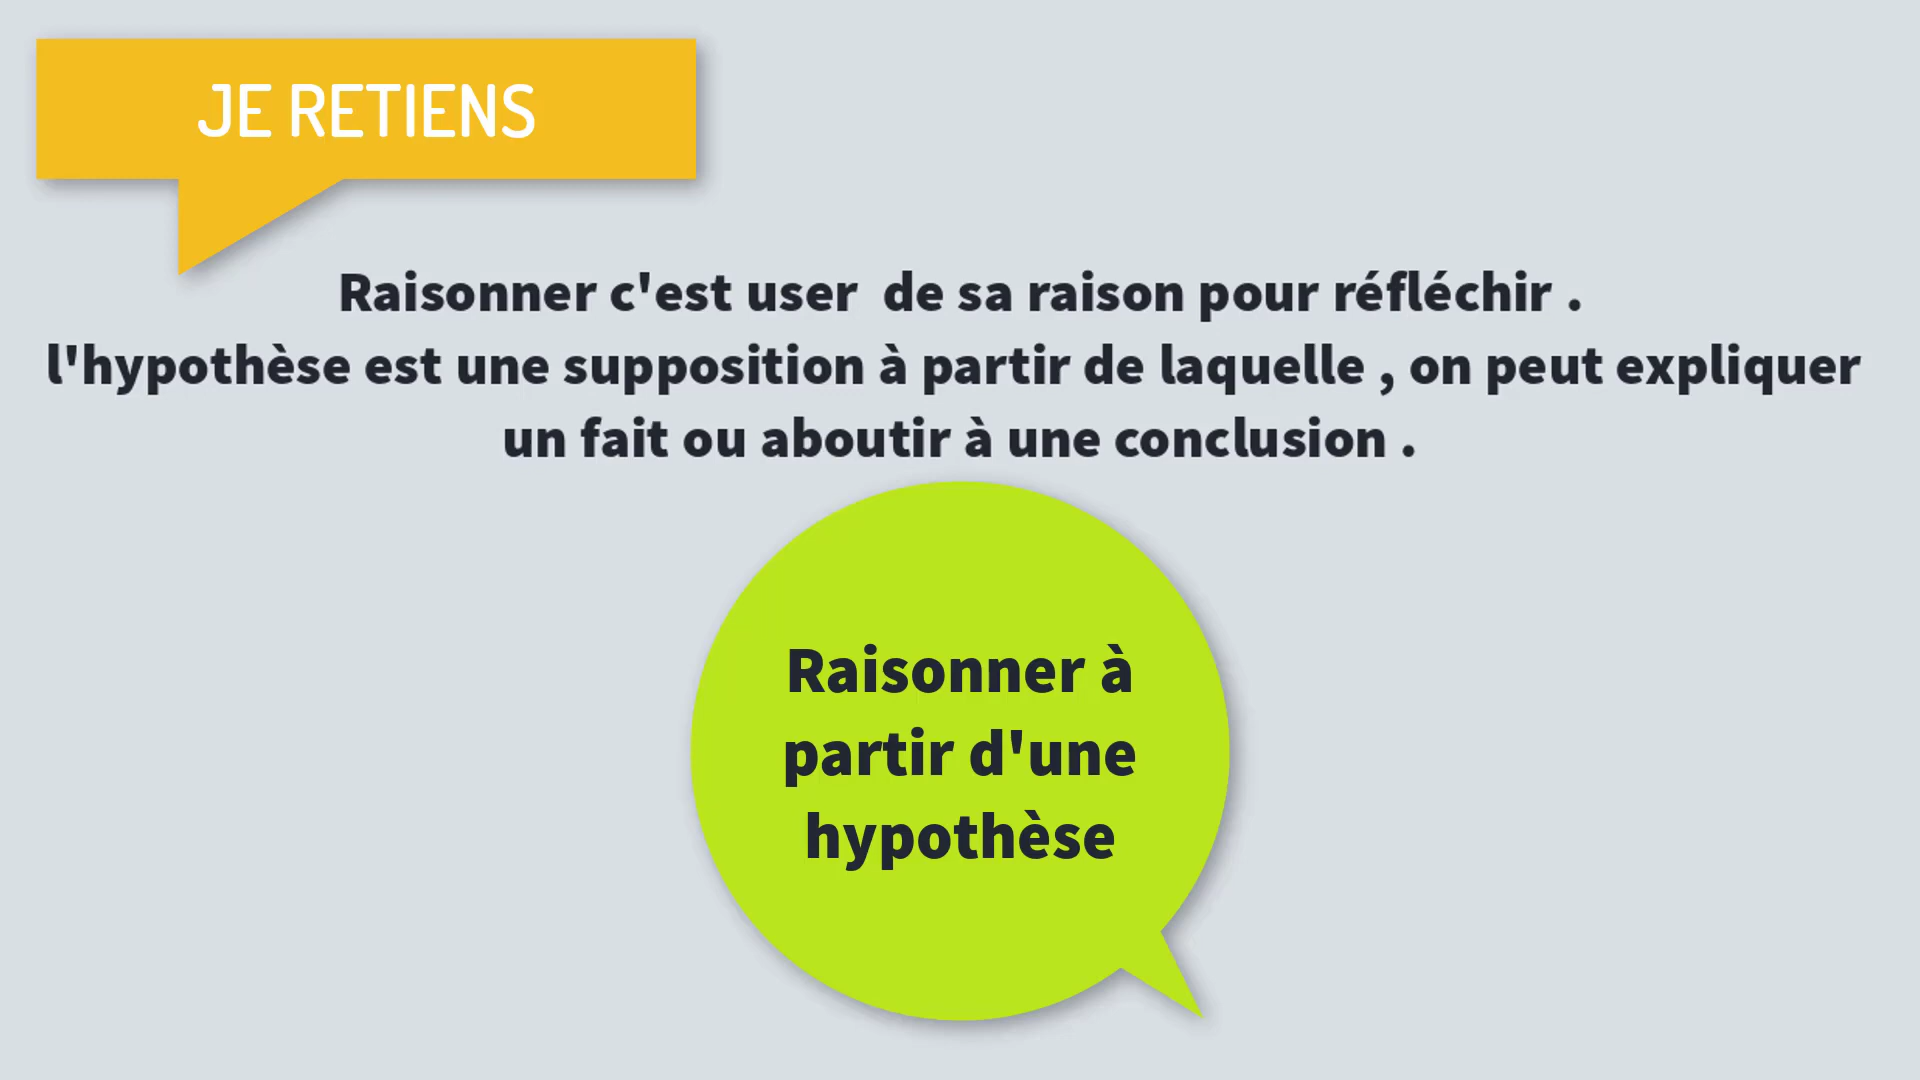 JE RETIENS
Raisonner c'est user  de sa raison pour réfléchir .
l'hypothèse est une supposition à partir de laquelle , on peut expliquer
un fait ou aboutir à une conclusion .
Raisonner à
partir d'une
hypothèse